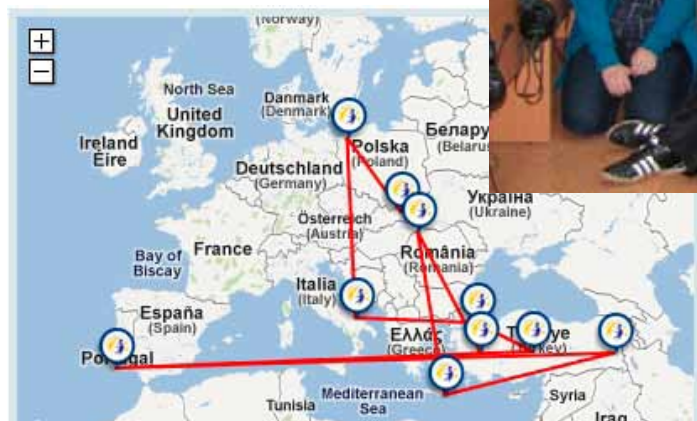 +
(Norway)
−
North Sea
Danmark
(Denmark)
United
Kingdom
Ireland
Éire
Polska
(Poland)
Белару
(Belarus
Deutschland
(Germany)
Україна
(Ukraine)
Österreich
(Austria)
France
România
(Romania)
Bay of
Biscay
Italia
(Italy)
España
(Spain)
Ελλάς
(Greece)
Türkiye
(Turkey)
Portugal
Mediterranean
Sea
Tunisia
Syria
Iraq